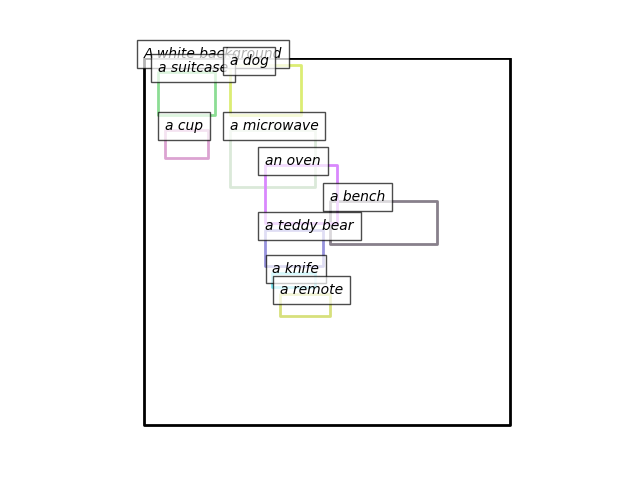 A white background
a suitcase
a dog
a cup
a microwave
an oven
a bench
a teddy bear
a knife
a remote